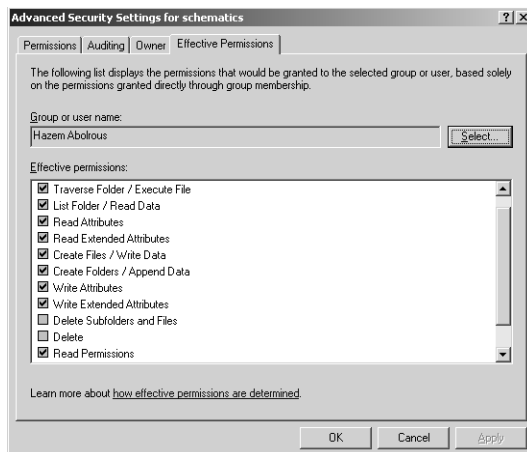 Advanced Security Settings for schematics
Permissions Auditing Owner Effective Permissions
The following list displays the permissions that would be granted to the selected group or user, based solely
on the permissions granted directly through group membership.
Group or user name:
Hazem Abolrous
Select...
Effective permissions:
Traverse Folder / Execute File
List Folder / Read Data
Read Attributes
Read Extended Attributes
Create Files / Write Data
Create Folders / Append Data
Write Attributes
Write Extended Attributes
Delete Subfolders and Files
Delete
Read Permissions
Learn more about how effective permissions are determined.
OK Cancel Apply